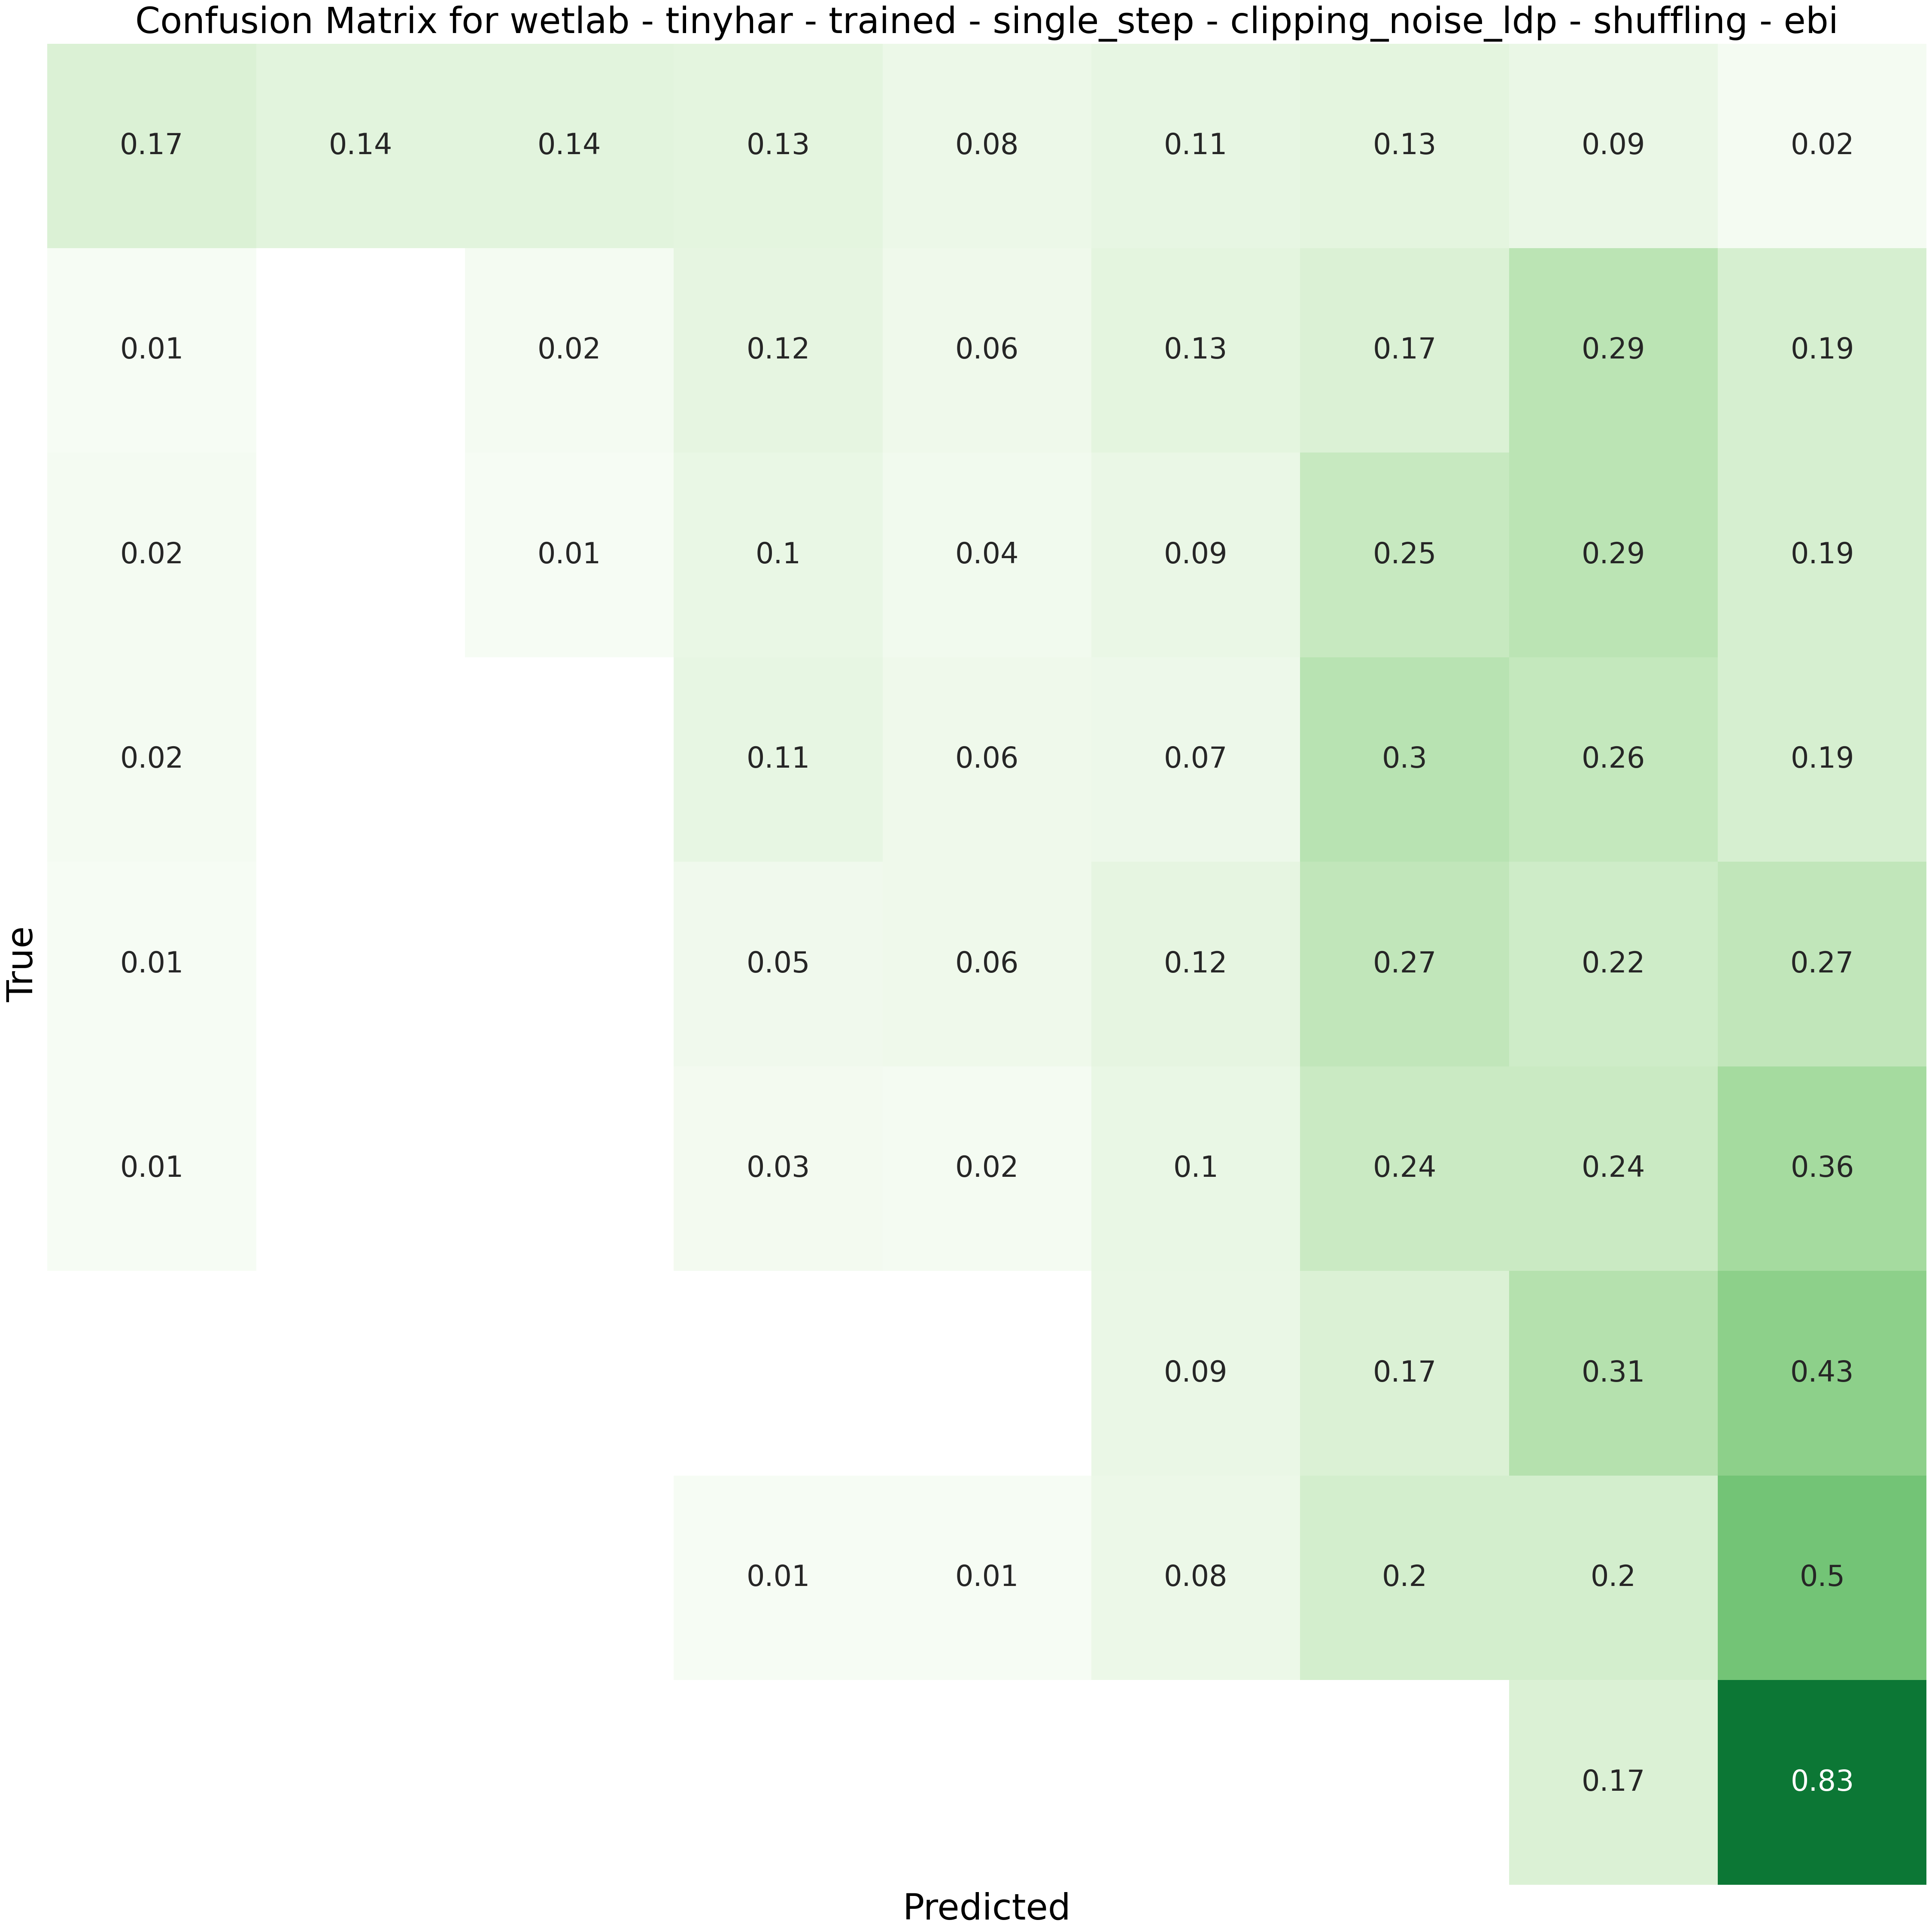 Confusion Matrix for wetlab - tinyhar - trained - single_step - clipping_noise_ldp - shuffling - ebi
0.17 0.14 0.14 0.13 0.08 0.11 0.13 0.09 0.02
0.01 0.02 0.12 0.06 0.13 0.17 0.29 0.19
0.02 0.01 0.1 0.04 0.09 0.25 0.29 0.19
0.02 0.11 0.06 0.07 0.3 0.26 0.19
True
0.01 0.05 0.06 0.12 0.27 0.22 0.27
0.01 0.03 0.02 0.1 0.24 0.24 0.36
0.09 0.17 0.31 0.43
0.01 0.01 0.08 0.2 0.2 0.5
0.17 0.83
Predicted